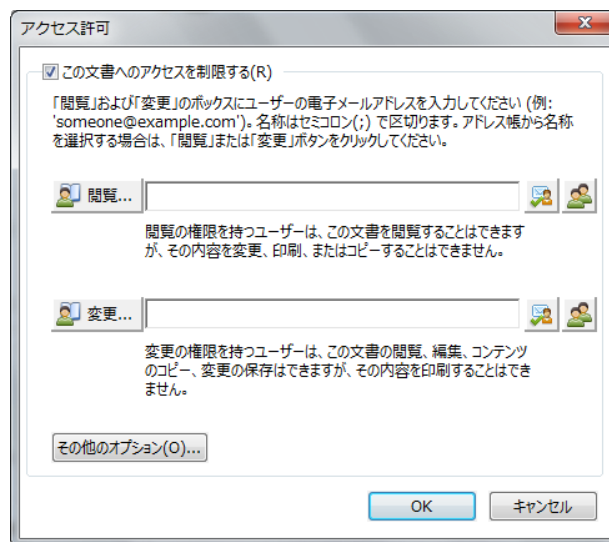 アクセス許可
この文書へのアクセスを制限する(R)
「閲覧」および「変更」のボックスにユーザーの電子メールアドレスを入力してください (例:
'someone@example.com')。名称はセミコロン(;) で区切ります。アドレス帳から名称
を選択する場合は、「閲覧」または「変更」ボタンをクリックしてください。
閲覧...
閲覧の権限を持つユーザーは、この文書を閲覧することはできます
が、その内容を変更、印刷、またはコピーすることはできません。
変更...
変更の権限を持つユーザーは、この文書の閲覧、編集、コンテンツ
のコピー、変更の保存はできますが、その内容を印刷することはでき
ません。
その他のオプション(O)...
OK
キャンセル